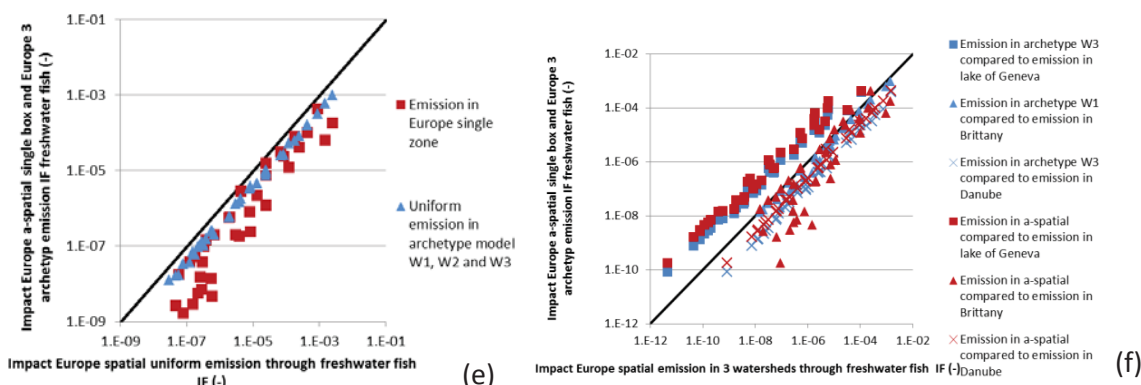 Impact Europe a-spatial single box and Europe 3
archetyp emission IF freshwater fish (-)
1.E-01
1.E-03
1.E-05
1.E-07
1.E-09
1.E-09 1.E-07 1.E-05 1.E-03 1.E-01
Impact Europe spatial uniform emission through freshwater fish
IF (-)
Emission in
Europe single
zone
Uniform
emission in
archetype model
W1, W2 and W3
(e)
Impact Europe a-spatial single box and Europe 3
archetyp emission IF freshwater fish (-)
1.E-02
1.E-04
1.E-06
1.E-08
1.E-10
1.E-12
1.E-12 1.E-10 1.E-08 1.E-06 1.E-04 1.E-02
Impact Europe spatial emission in 3 watersheds through freshwater fish IF (-)
Emission in archetype W3
compared to emission in
lake of Geneva
Emission in archetype W1
compared to emission in
Brittany
Emission in archetype W3
compared to emission in
Danube
Emission in a-spatial
compared to emission in
lake of Geneva
Emission in a-spatial
compared to emission in
Brittany
Emission in a-spatial
compared to emission in
Danube
(f)